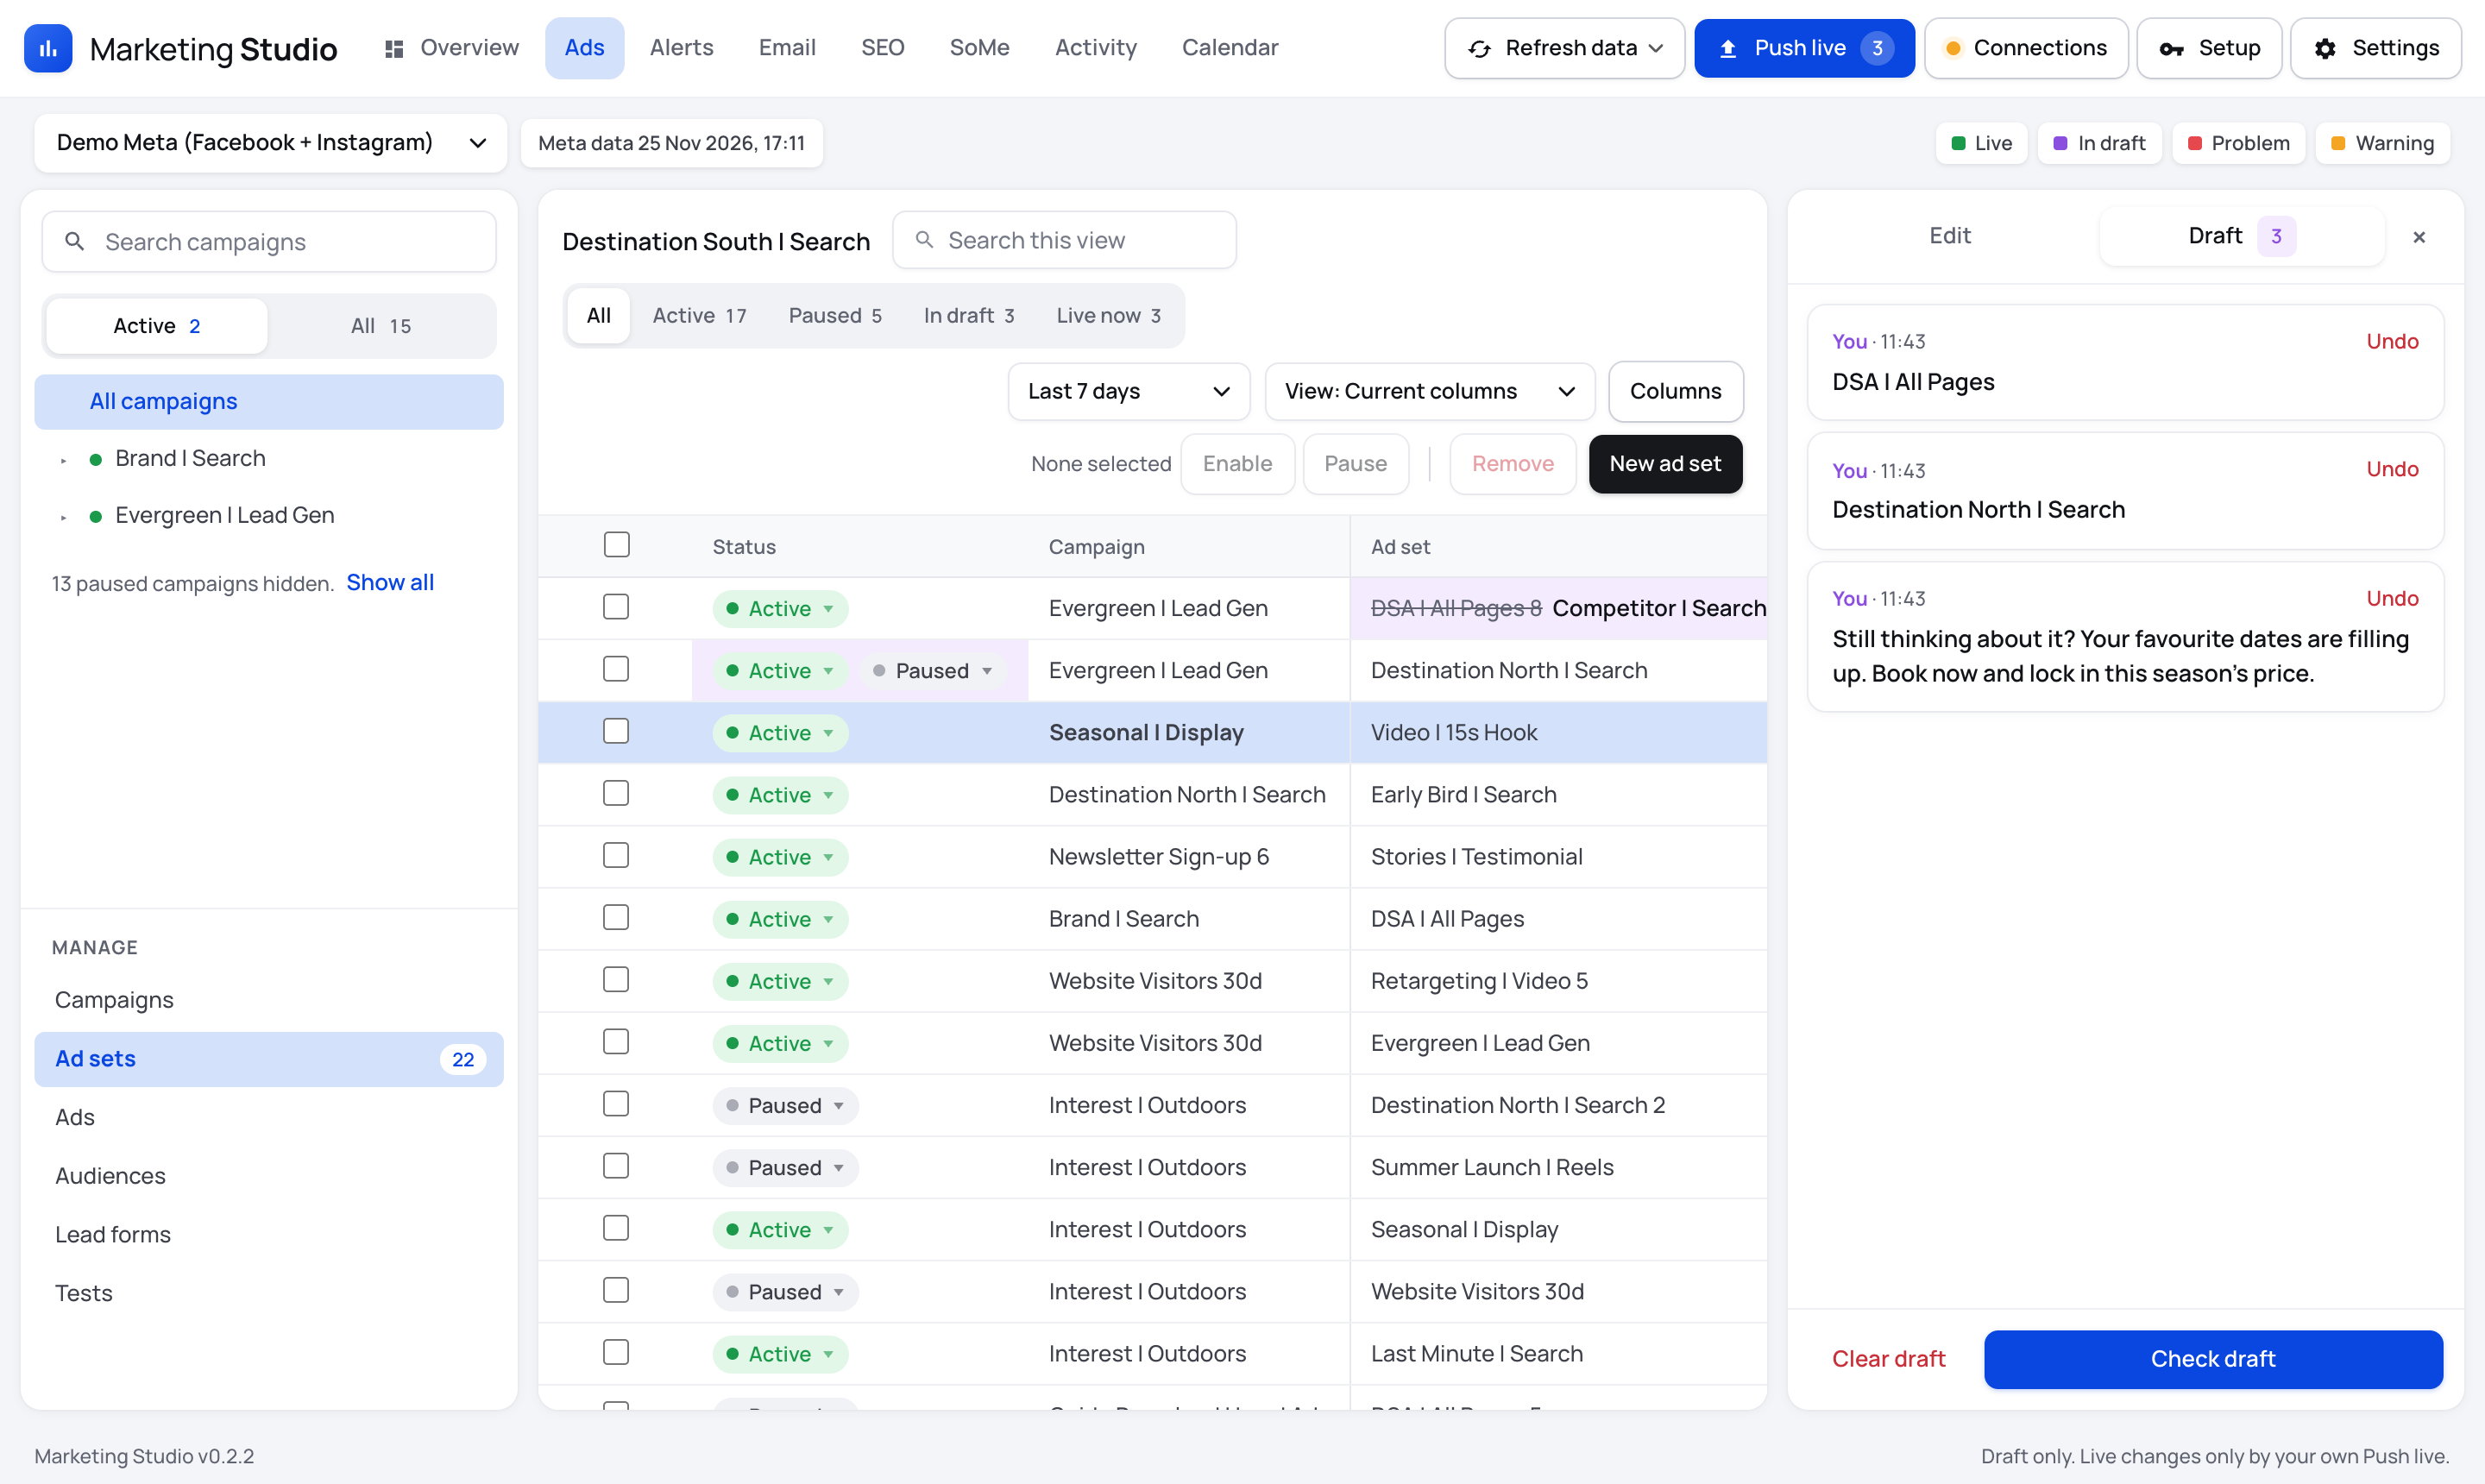 Marketing Studio
Overview
Ads
Alerts
Email
SEO
SoMe
Activity
Calendar
Refresh data
Push live 3
Connections
Setup
Settings
Demo Meta (Facebook + Instagram)
Meta data 25 Nov 2026, 17:11
Live
In draft
Problem
Warning
Search campaigns
Active 2
All 15
All campaigns
Brand | Search
Evergreen | Lead Gen
13 paused campaigns hidden. Show all
MANAGE
Campaigns
Ad sets 22
Ads
Audiences
Lead forms
Tests
Destination South | Search
Search this view
All
Active 17
Paused 5
In draft 3
Live now 3
Last 7 days
View: Current columns
Columns
None selected
Enable
Pause
Remove
New ad set
Status Campaign Ad set
Active Evergreen | Lead Gen DSA | All Pages 8 Competitor | Search
Active Paused Evergreen | Lead Gen Destination North | Search
Active Seasonal | Display Video | 15s Hook
Active Destination North | Search Early Bird | Search
Active Newsletter Sign-up 6 Stories | Testimonial
Active Brand | Search DSA | All Pages
Active Website Visitors 30d Retargeting | Video 5
Active Website Visitors 30d Evergreen | Lead Gen
Paused Interest | Outdoors Destination North | Search 2
Paused Interest | Outdoors Summer Launch | Reels
Active Interest | Outdoors Seasonal | Display
Paused Interest | Outdoors Website Visitors 30d
Active Interest | Outdoors Last Minute | Search
Edit
Draft 3
×
You · 11:43 Undo
DSA | All Pages
You · 11:43 Undo
Destination North | Search
You · 11:43 Undo
Still thinking about it? Your favourite dates are filling
up. Book now and lock in this season's price.
Clear draft
Check draft
Marketing Studio v0.2.2
Draft only. Live changes only by your own Push live.